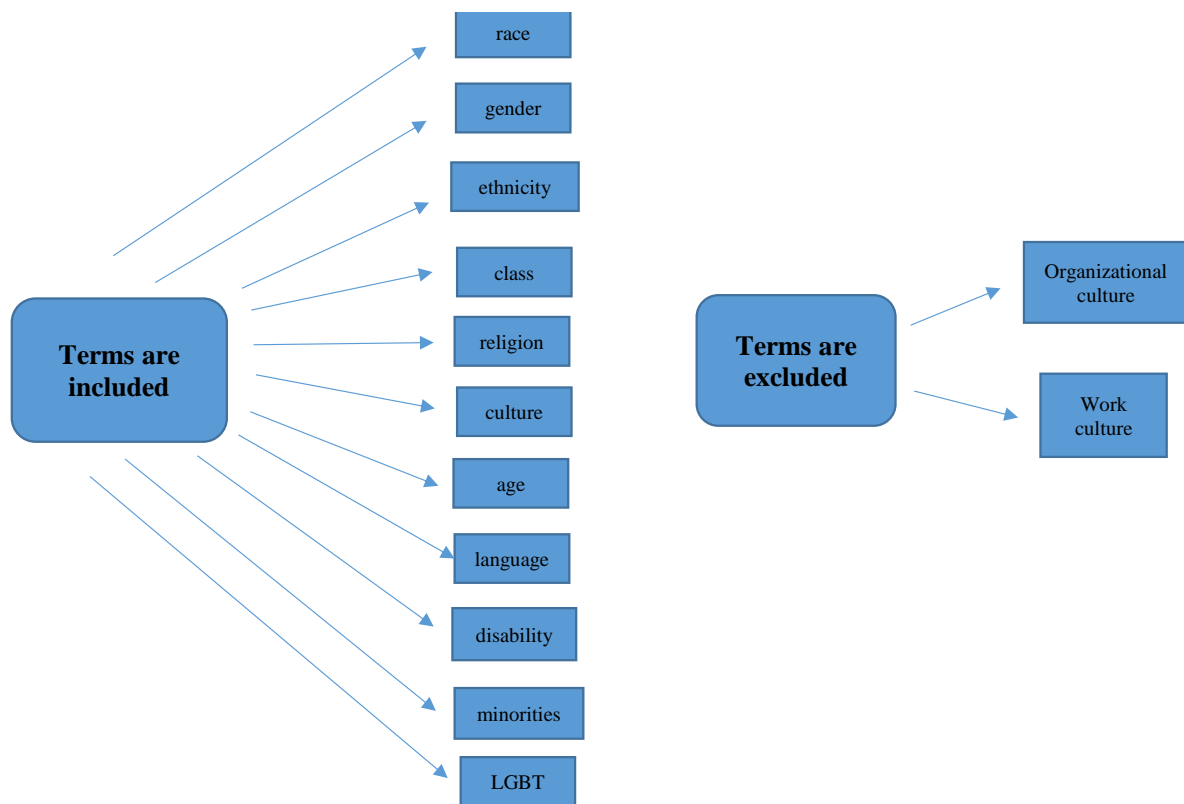 race
gender
ethnicity
class
religion
culture
age
language
disability
minorities
LGBT
Terms are
included
Terms are
excluded
Organizational
culture
Work
culture